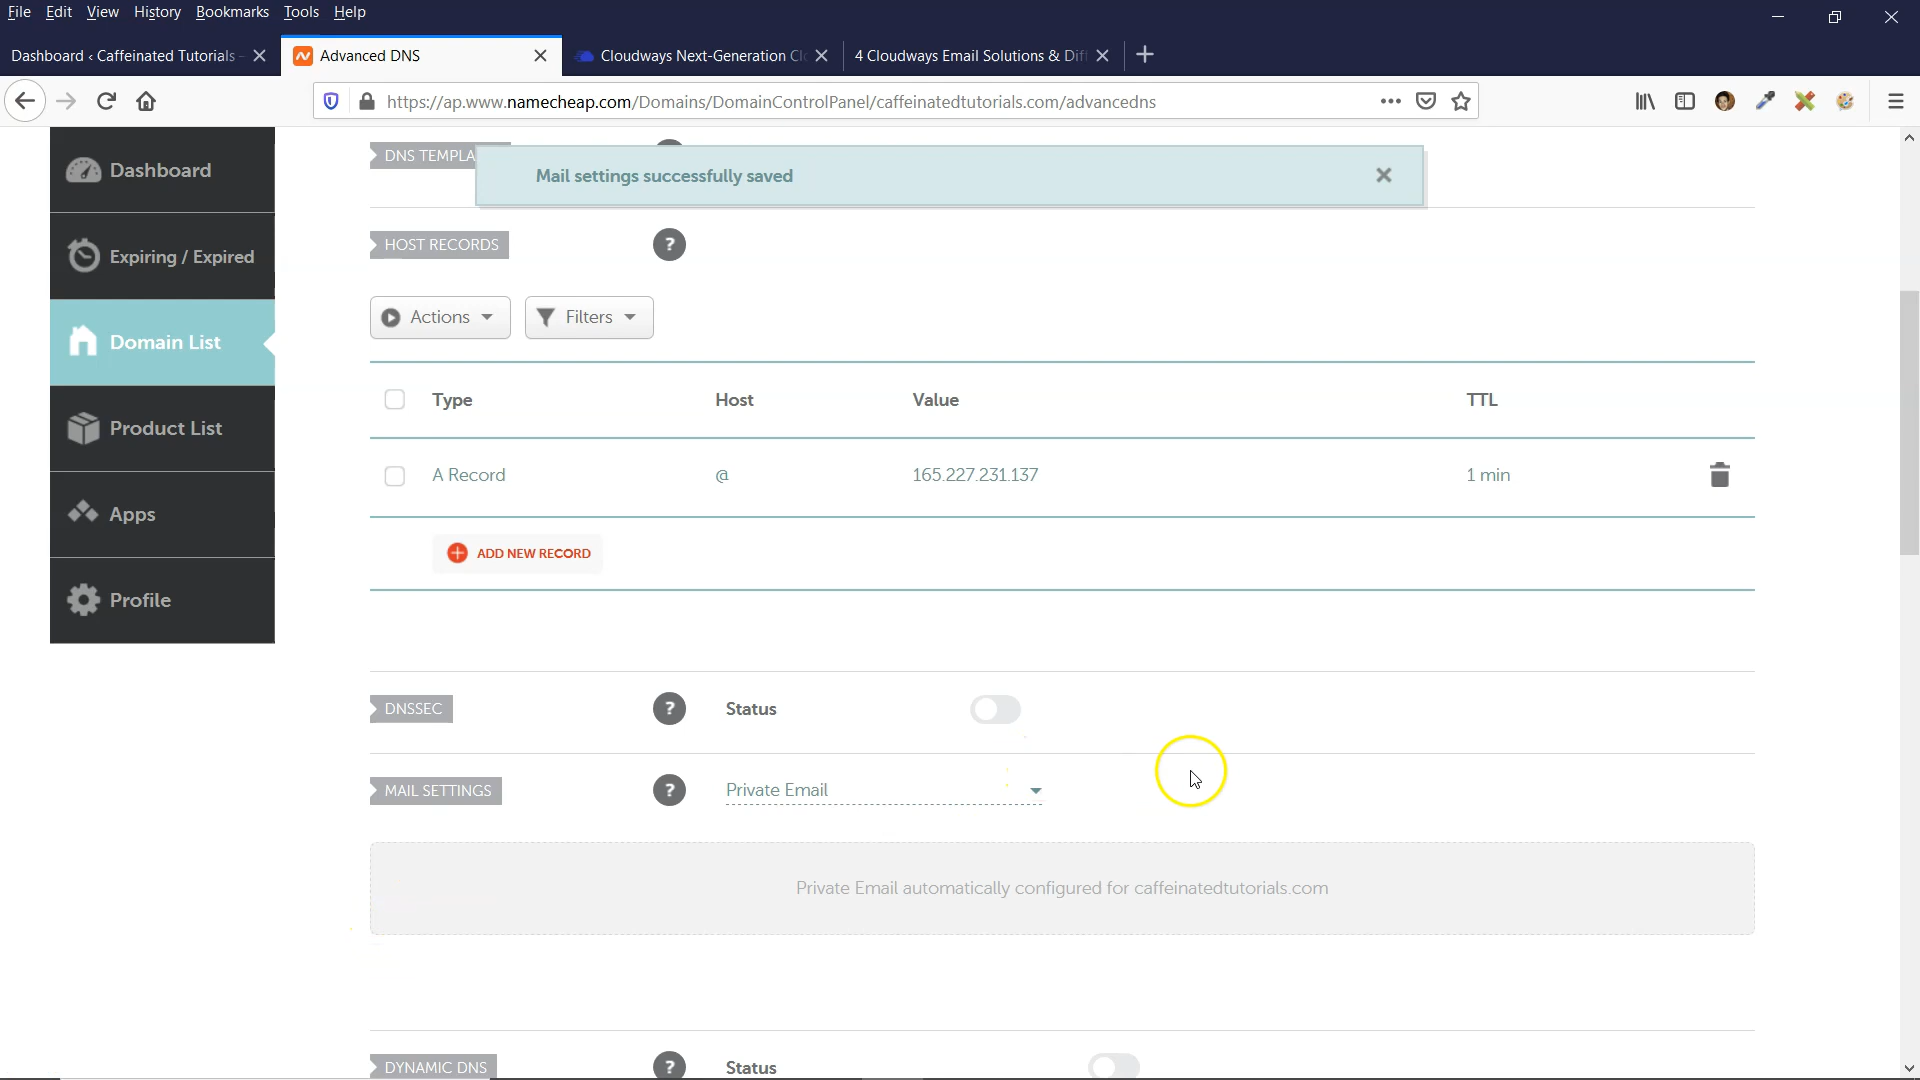 File Edit View History Bookmarks Tools Help
Dashboard ‹ Caffeinated Tutorials -
Advanced DNS
Cloudways Next-Generation Cl
4 Cloudways Email Solutions & Dif
https://ap.www.namecheap.com/Domains/DomainControlPanel/caffeinatedtutorials.com/advancedns
Dashboard
Expiring / Expired
Domain List
Product List
Apps
Profile
DNS TEMPLA
Mail settings successfully saved
HOST RECORDS ?
Actions Filters
Type Host Value TTL
A Record @ 165.227.231.137 1 min
ADD NEW RECORD
DNSSEC ? Status
MAIL SETTINGS ? Private Email
Private Email automatically configured for caffeinatedtutorials.com
DYNAMIC DNS ? Status